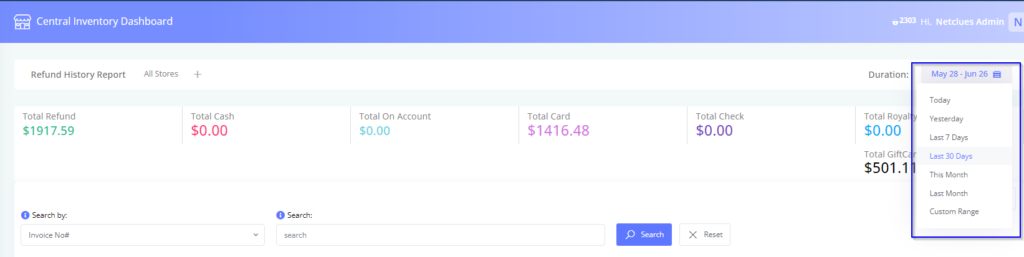 Central Inventory Dashboard
2303 Hi, Netclues Admin N
Refund History Report All Stores +
Duration: May 28 - Jun 26
Today
Yesterday
Last 7 Days
Last 30 Days
This Month
Last Month
Custom Range
Total Refund
$1917.59
Total Cash
$0.00
Total On Account
$0.00
Total Card
$1416.48
Total Check
$0.00
Total Royalty
$0.00
Total GiftCar
$501.11
Search by:
Invoice No#
Search:
search
Search
Reset